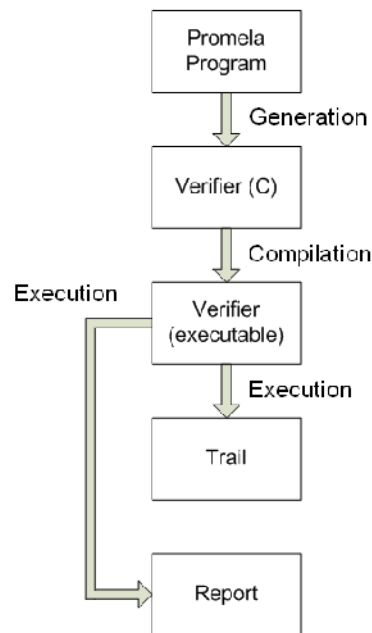 Promela
Program
Generation
Verifier (C)
Compilation
Execution
Verifier
(executable)
Execution
Trail
Report